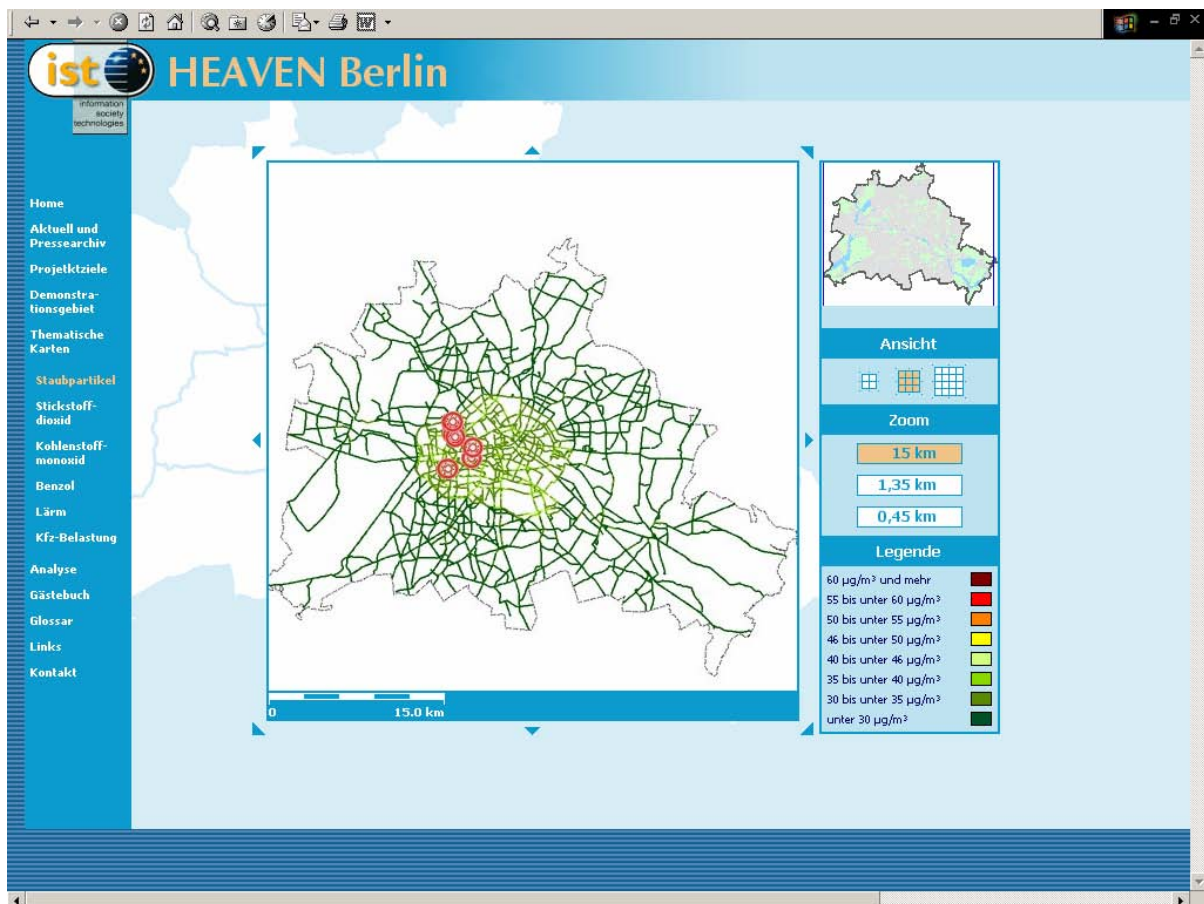 ist
HEAVEN Berlin
information
society
technologies
Home
Aktuell und
Pressearchiv
Projetktziele
Demonstra-
tionsgebiet
Thematische
Karten
Staubpartikel
Stickstoff-
dioxid
Kohlenstoff-
monoxid
Benzol
Lärm
Kfz-Belastung
Analyse
Gästebuch
Glossar
Links
Kontakt
0 15.0 km
Ansicht
Zoom
15 km
1,35 km
0,45 km
Legende
60 µg/m³ und mehr
55 bis unter 60 µg/m³
50 bis unter 55 µg/m³
46 bis unter 50 µg/m³
40 bis unter 46 µg/m³
35 bis unter 40 µg/m³
30 bis unter 35 µg/m³
unter 30 µg/m³